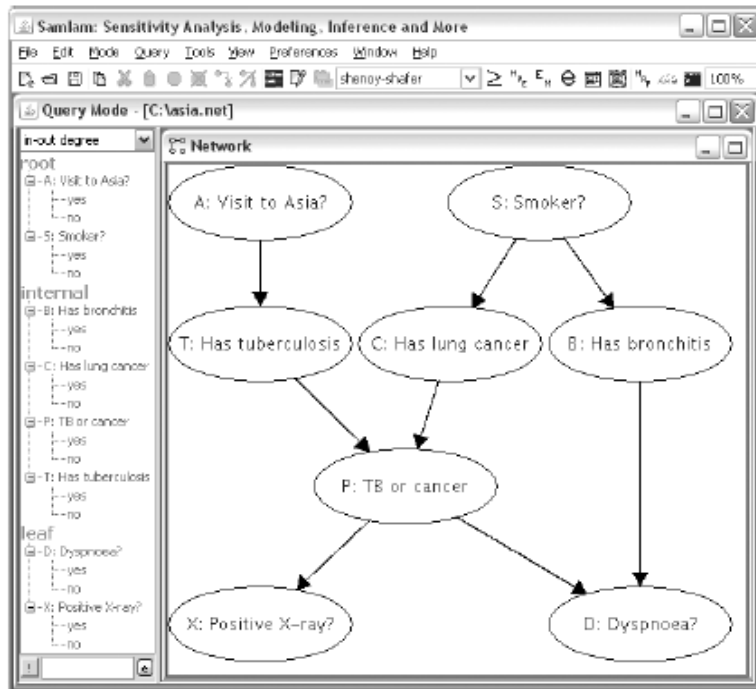 Samlam: Sensitivity Analysis, Modeling, Inference and More
File Edit Mode Query Tools View Preferences Window Help
shenoy-shafer
100%
Query Mode - [C:\asia.net]
in-out degree
root
A: Visit to Asia?
yes
no
S: Smoker?
yes
no
internal
B: Has bronchitis
yes
no
C: Has lung cancer
yes
no
P: TB or cancer
yes
no
T: Has tuberculosis
yes
no
leaf
D: Dyspnoea?
yes
no
X: Positive X-ray?
yes
no
Network
A: Visit to Asia?
S: Smoker?
T: Has tuberculosis
C: Has lung cancer
B: Has bronchitis
P: TB or cancer
X: Positive X-ray?
D: Dyspnoea?